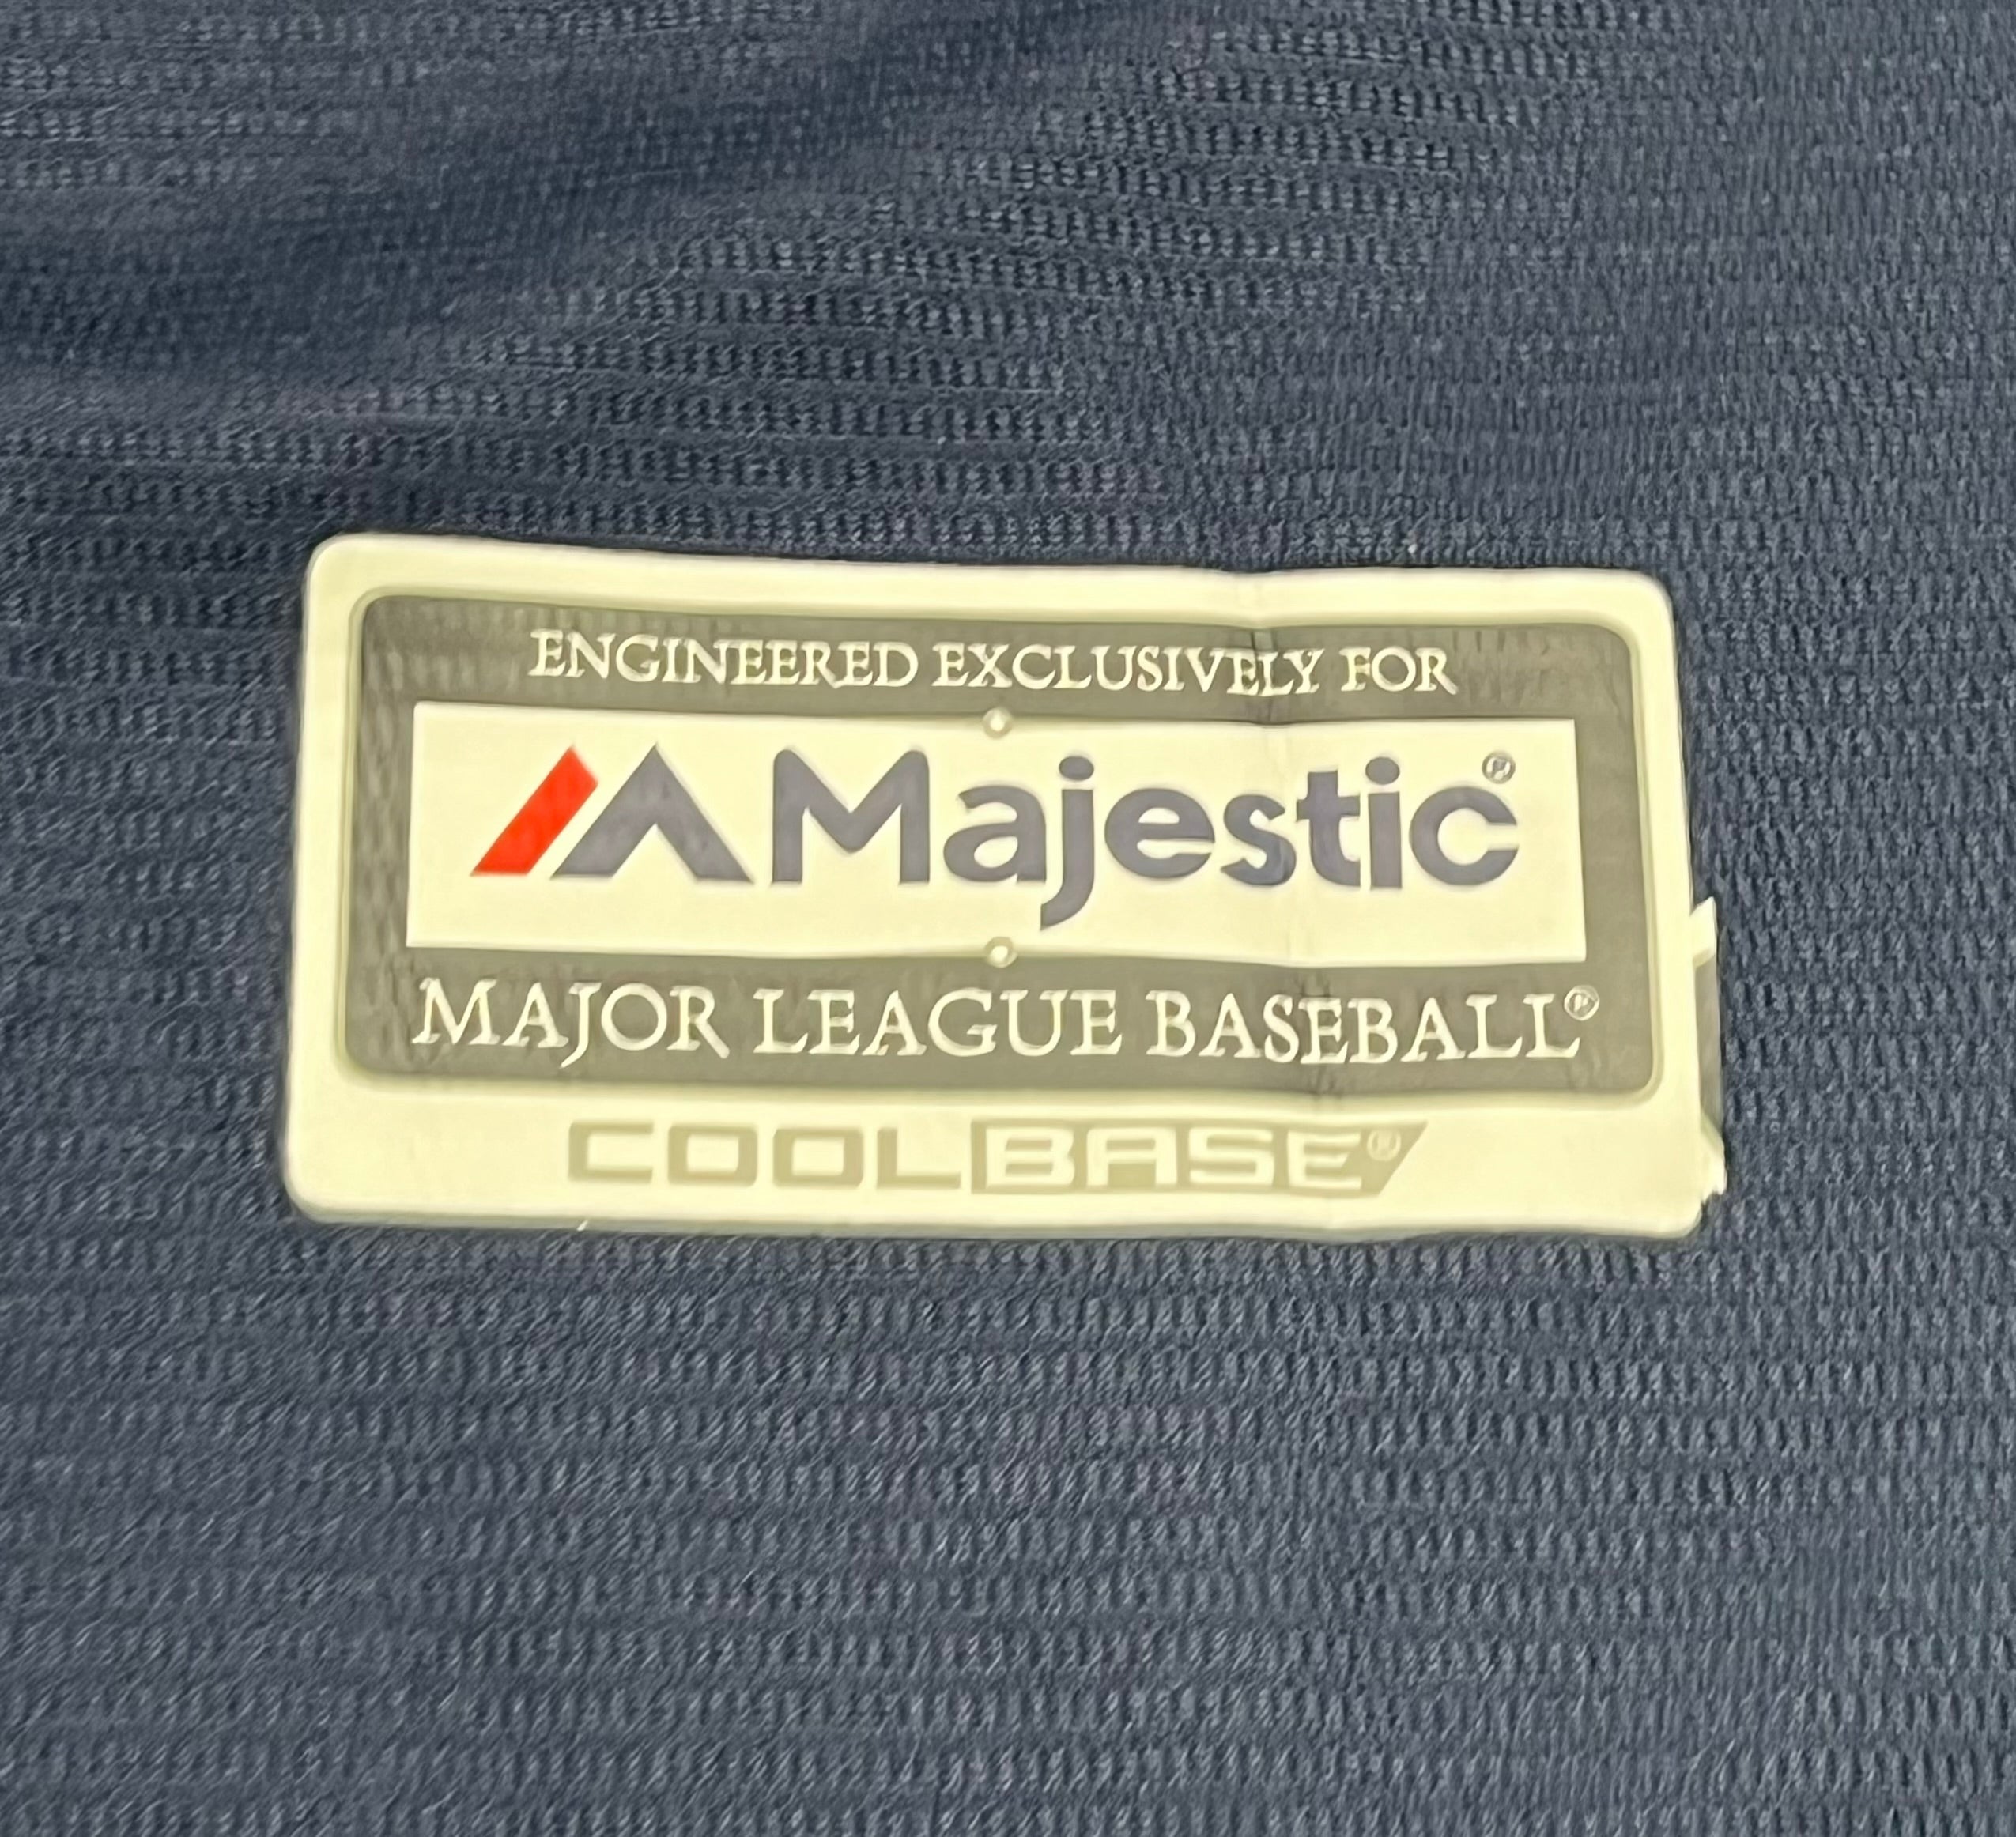 ENGINEERED EXCLUSIVELY FOR
Majestic®
MAJOR LEAGUE BASEBALL®
COOLBASE®